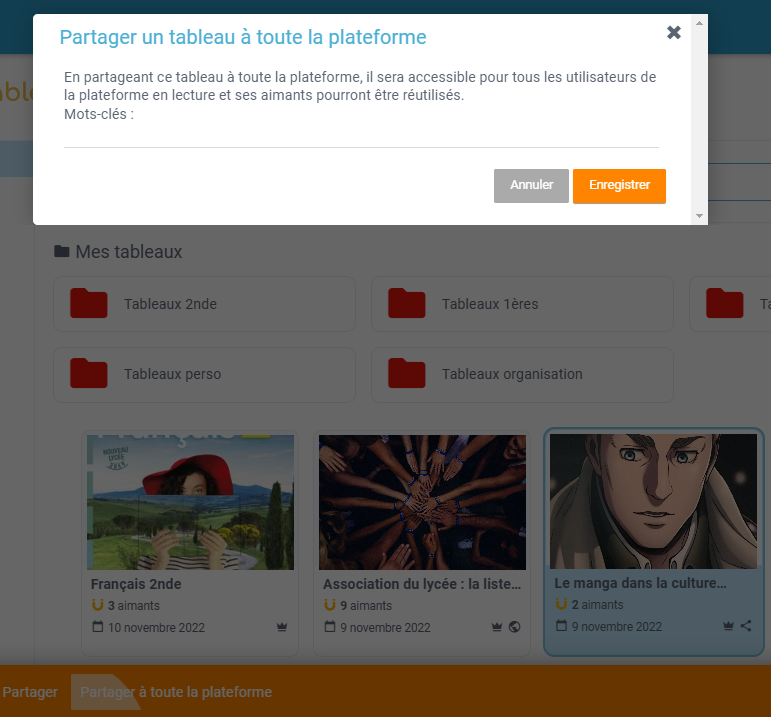 Partager un tableau à toute la plateforme
En partageant ce tableau à toute la plateforme, il sera accessible pour tous les utilisateurs de
la plateforme en lecture et ses aimants pourront être réutilisés.
Mots-clés :
Annuler Enregistrer
Mes tableaux
Tableaux 2nde Tableaux 1ères
Tableaux perso Tableaux organisation
NOUVEAU
Français 2nde Association du lycée : la liste... Le manga dans la culture...
3 aimants 9 aimants 2 aimants
10 novembre 2022 9 novembre 2022 9 novembre 2022
Partager Partager à toute la plateforme